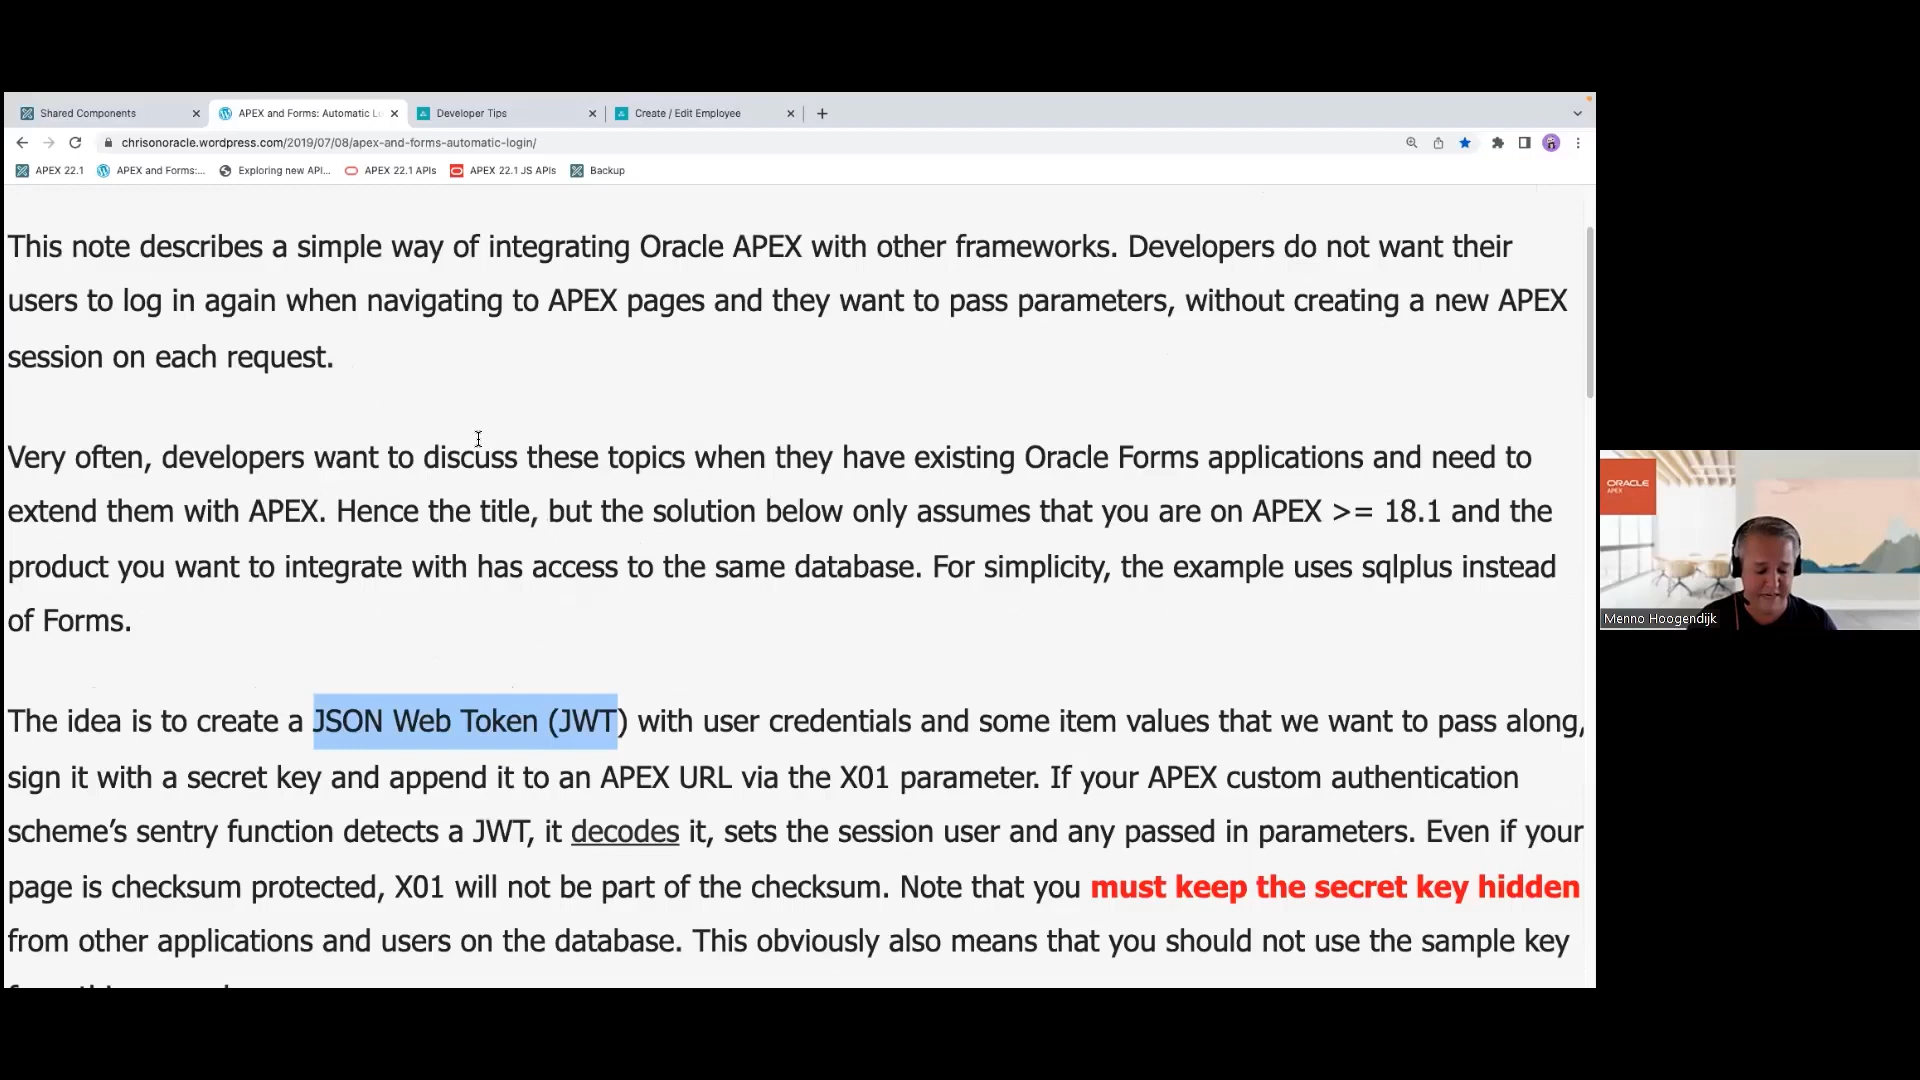 Shared Components
APEX and Forms: Automatic L
Developer Tips
Create / Edit Employee
chrisonoracle.wordpress.com/2019/07/08/apex-and-forms-automatic-login/
APEX 22.1
APEX and Forms:...
Exploring new API...
APEX 22.1 APIs
APEX 22.1 JS APIs
Backup
This note describes a simple way of integrating Oracle APEX with other frameworks. Developers do not want their
users to log in again when navigating to APEX pages and they want to pass parameters, without creating a new APEX
session on each request.
Very often, developers want to discuss these topics when they have existing Oracle Forms applications and need to
extend them with APEX. Hence the title, but the solution below only assumes that you are on APEX >= 18.1 and the
product you want to integrate with has access to the same database. For simplicity, the example uses sqlplus instead
of Forms.
The idea is to create a JSON Web Token (JWT) with user credentials and some item values that we want to pass along,
sign it with a secret key and append it to an APEX URL via the X01 parameter. If your APEX custom authentication
scheme's sentry function detects a JWT, it decodes it, sets the session user and any passed in parameters. Even if your
page is checksum protected, X01 will not be part of the checksum. Note that you must keep the secret key hidden
from other applications and users on the database. This obviously also means that you should not use the sample key
ORACLE
APEX
Menno Hoogendijk